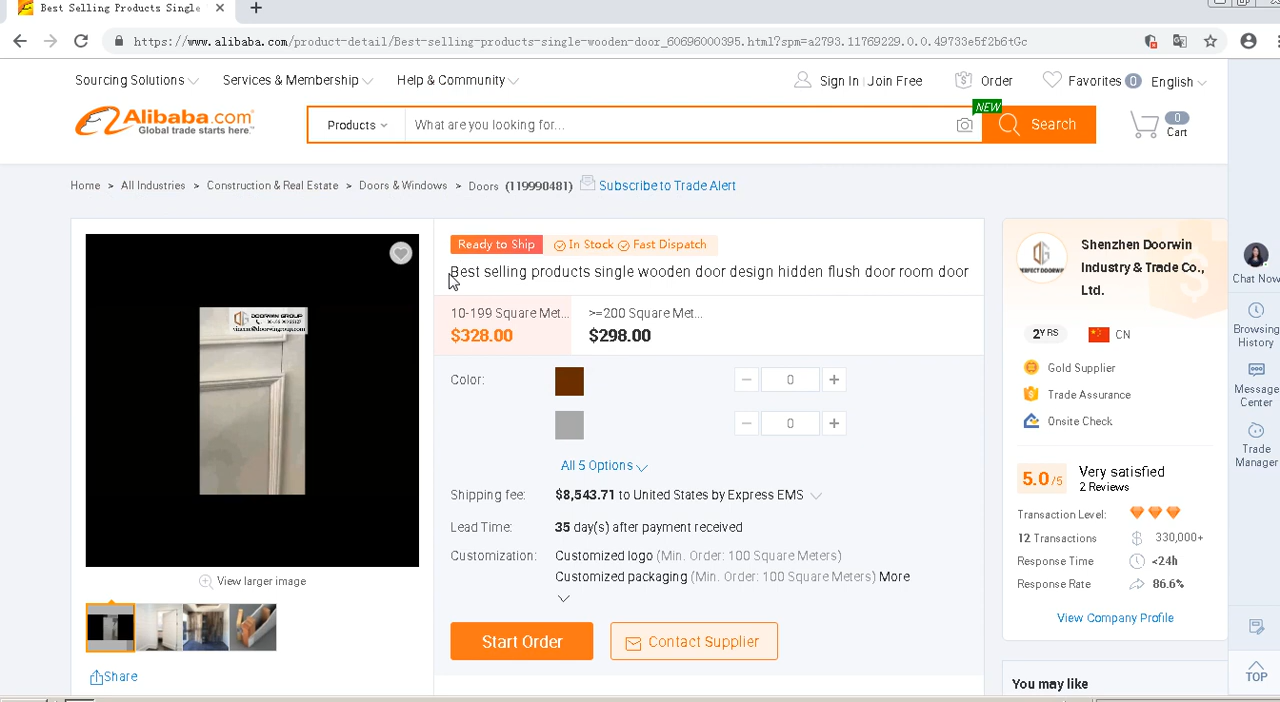 Best Selling Products Single
https://www.alibaba.com/product-detail/Best-selling-products-single-wooden-door_60696000395.html?spm=a2793.11769229.0.0.49733e5f2b6tGc
Sourcing Solutions Services & Membership Help & Community Sign In Join Free Order Favorites 0 English
Alibaba.com
Global trade starts here.
Products What are you looking for... NEW Search 0 Cart
Home > All Industries > Construction & Real Estate > Doors & Windows > Doors (119990481) Subscribe to Trade Alert
Ready to Ship In Stock Fast Dispatch
Best selling products single wooden door design hidden flush door room door
10-199 Square Met... >=200 Square Met...
$328.00 $298.00
Color: 0
0
All 5 Options
Shipping fee: $8,543.71 to United States by Express EMS
Lead Time: 35 day(s) after payment received
Customization: Customized logo (Min. Order: 100 Square Meters)
Customized packaging (Min. Order: 100 Square Meters) More
Start Order Contact Supplier
DOORWIN GROUP
View larger image
Share
PERFECT DOORWIN
Shenzhen Doorwin
Industry & Trade Co.,
Ltd.
2 YRS CN
Gold Supplier
Trade Assurance
Onsite Check
5.0 /5 Very satisfied
2 Reviews
Transaction Level:
12 Transactions 330,000+
Response Time <24h
Response Rate 86.6%
View Company Profile
You may like
Chat Now
Browsing
History
Message
Center
Trade
Manager
TOP